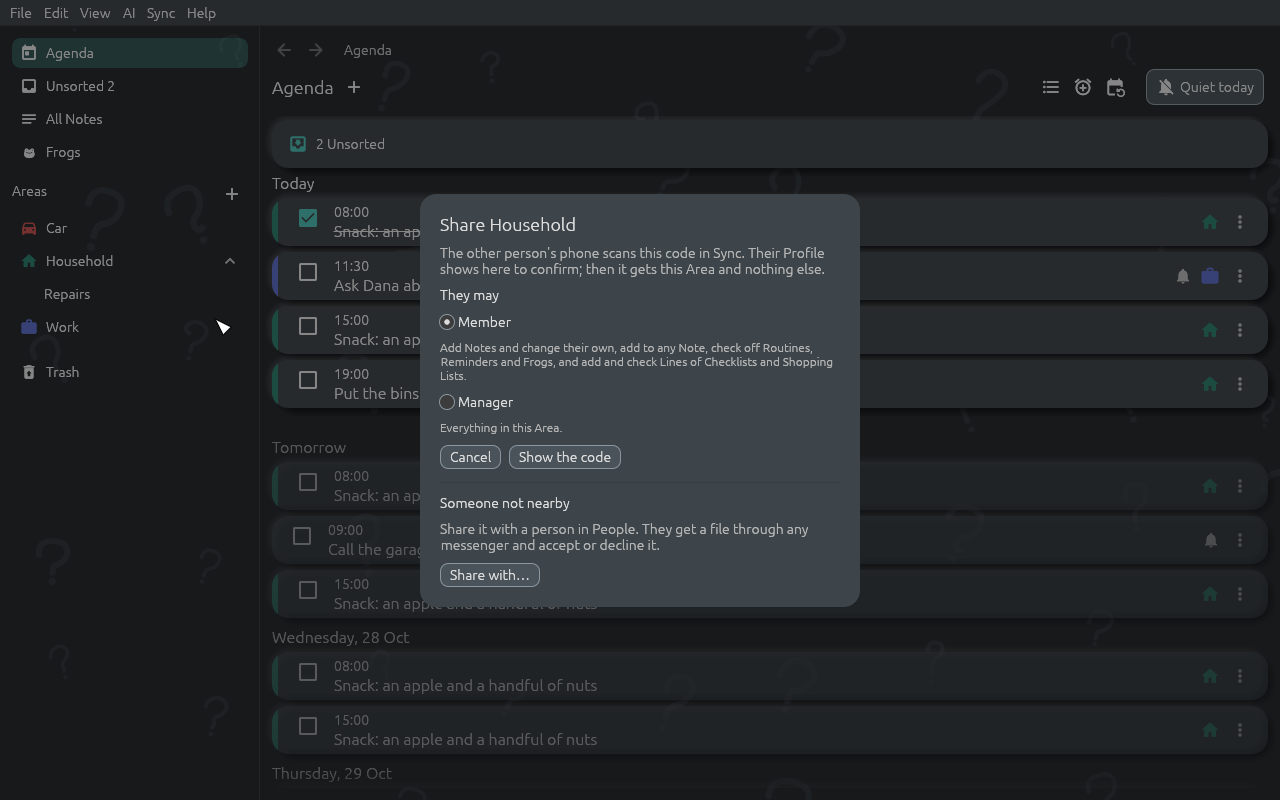 File Edit View AI Sync Help
Agenda
Unsorted 2
All Notes
Frogs
Areas
Car
Household
Repairs
Work
Trash
Agenda
Agenda
Quiet today
2 Unsorted
Today
08:00
Snack: an ap
11:30
Ask Dana ab
15:00
Snack: an ap
19:00
Put the bins
Tomorrow
08:00
Snack: an ap
09:00
Call the garag
15:00
Snack: an apple and a handful of nuts
Wednesday, 28 Oct
08:00
Snack: an apple and a handful of nuts
15:00
Snack: an apple and a handful of nuts
Thursday, 29 Oct
Share Household
The other person's phone scans this code in Sync. Their Profile
shows here to confirm; then it gets this Area and nothing else.
They may
Member
Add Notes and change their own, add to any Note, check off Routines,
Reminders and Frogs, and add and check Lines of Checklists and Shopping
Lists.
Manager
Everything in this Area.
Cancel Show the code
Someone not nearby
Share it with a person in People. They get a file through any
messenger and accept or decline it.
Share with…